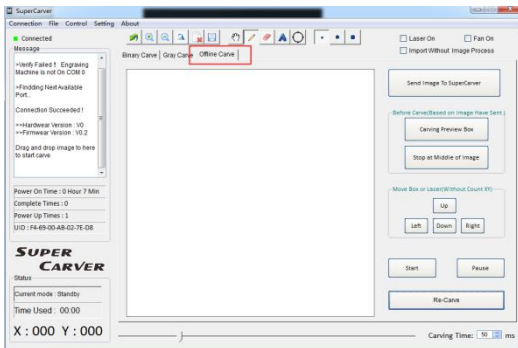 SuperCarver
Connection File Control Setting About
Connected
Message
>Verify Failed ! Engraving
Machine is not On COM 0
>Findding Next Available
Port...
Connection Succeeded !
>>Hardwear Version : V0
>>Firmwear Version : V0.2
Drag and drop image to here
to start carve
Power On Time : 0 Hour 7 Min
Complete Times : 0
Power Up Times : 1
UID : F4-69-00-AB-02-7E-D8
SUPER
CARVER
Status
Current mode : Standby
Time Used : 00:00
X : 000 Y : 000
A
Binary Carve Gray Carve Offline Carve
Laser On Fan On
Import Without Image Process
Send Image To SuperCarver
Before Carve(Based on Image Have Sent)
Carving Preview Box
Stop at Middle of Image
Move Box or Laser(Without Count XY)
Up
Left Down Right
Start Pause
Re-Carve
Carving Time: 50 ms